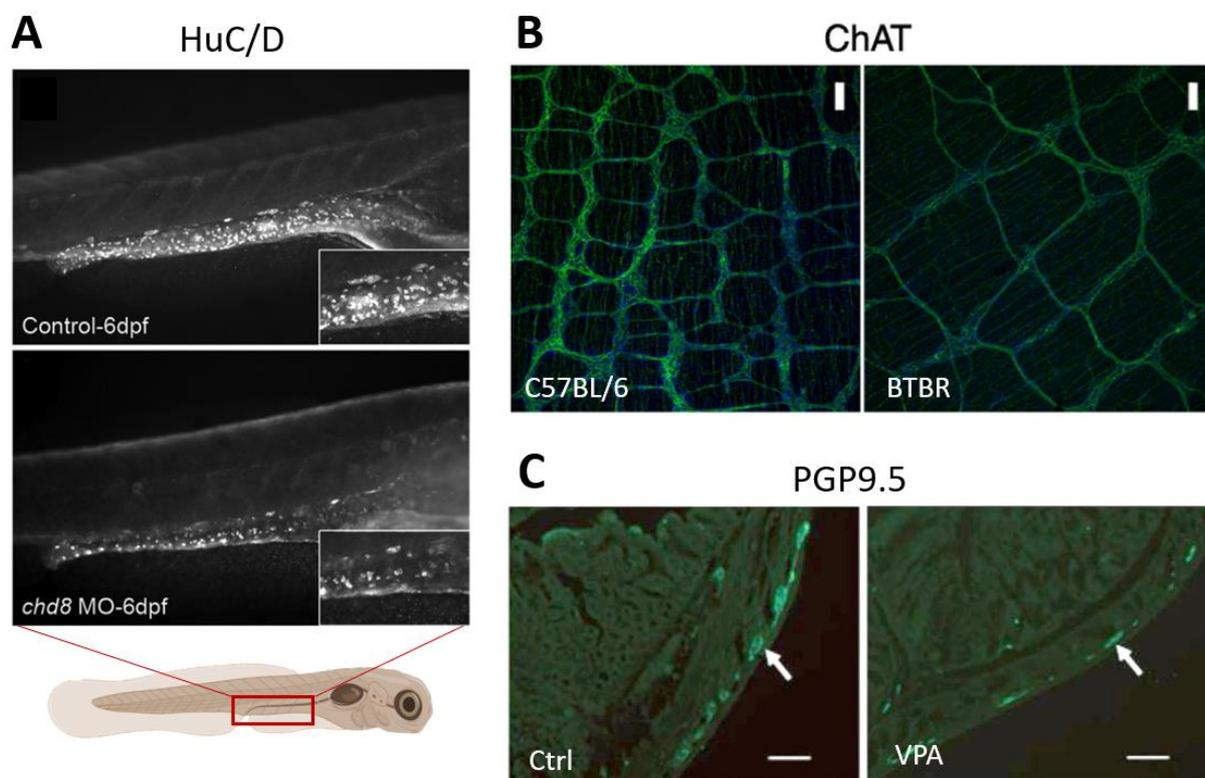 A
HuC/D
Control-6dpf
chd8 MO-6dpf
B
ChAT
C57BL/6
BTBR
C
PGP9.5
Ctrl
VPA